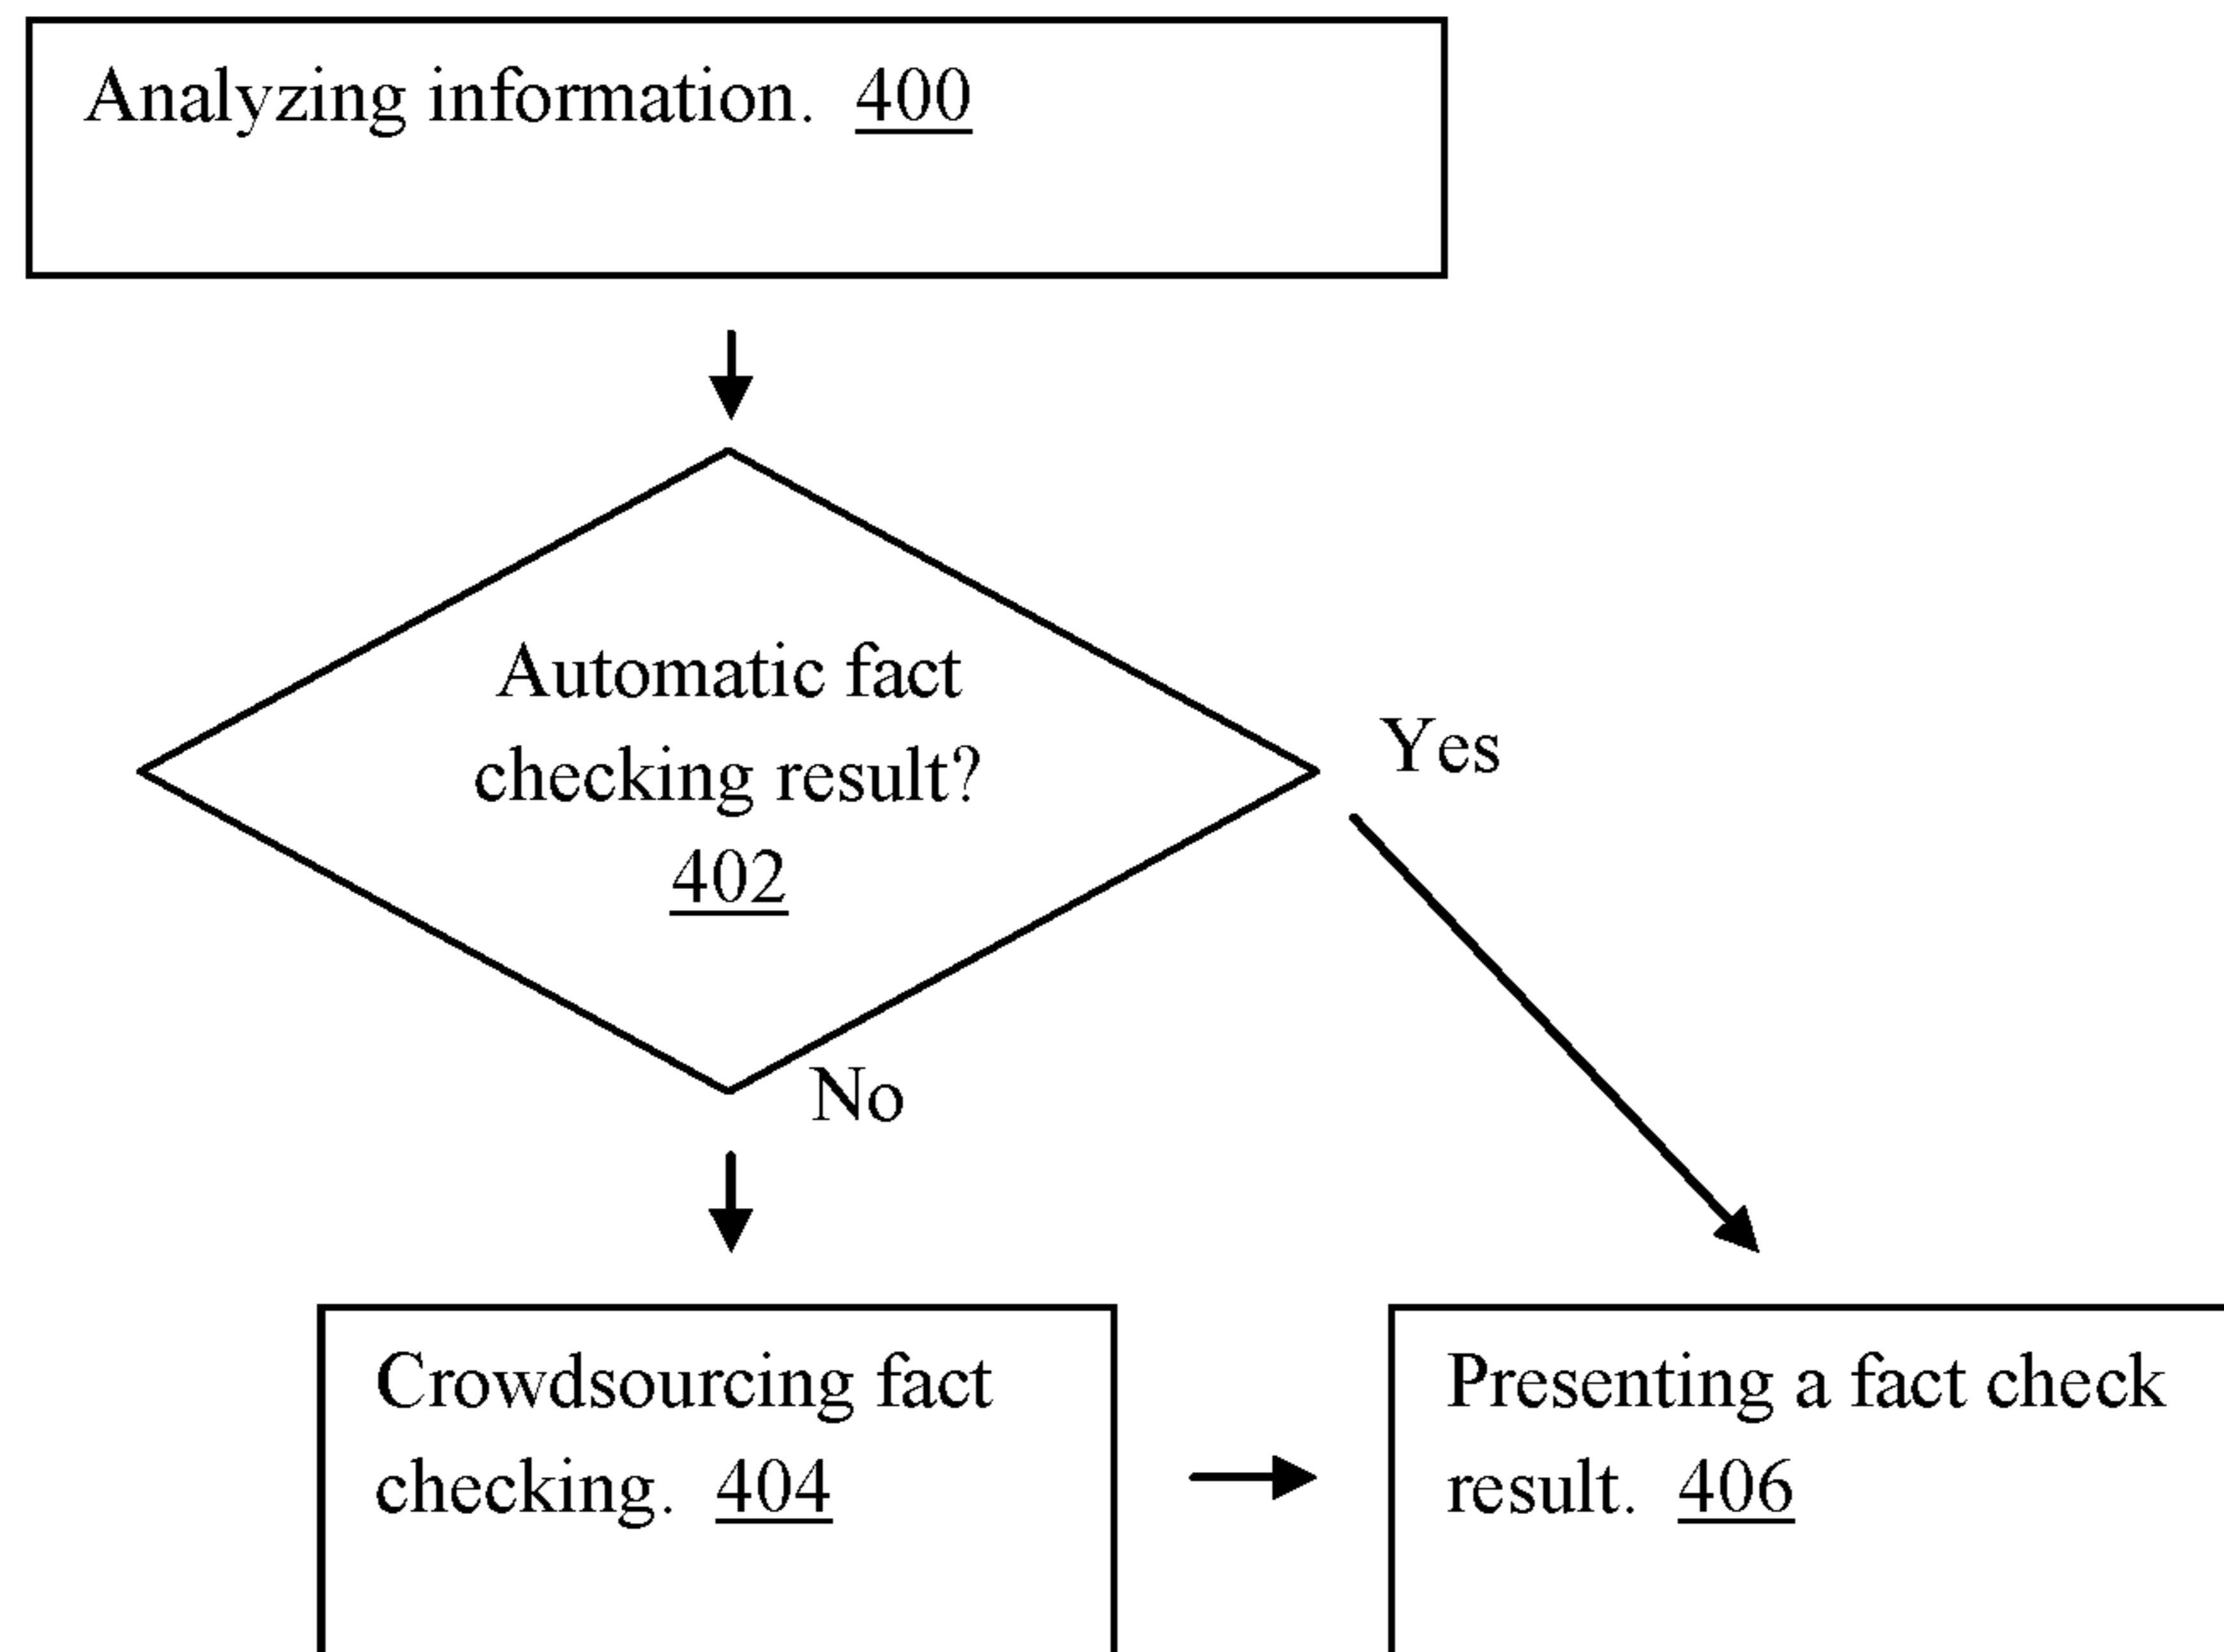 Analyzing information. 400
Automatic fact
checking result?
402
Yes
No
Crowdsourcing fact
checking. 404
Presenting a fact check
result. 406